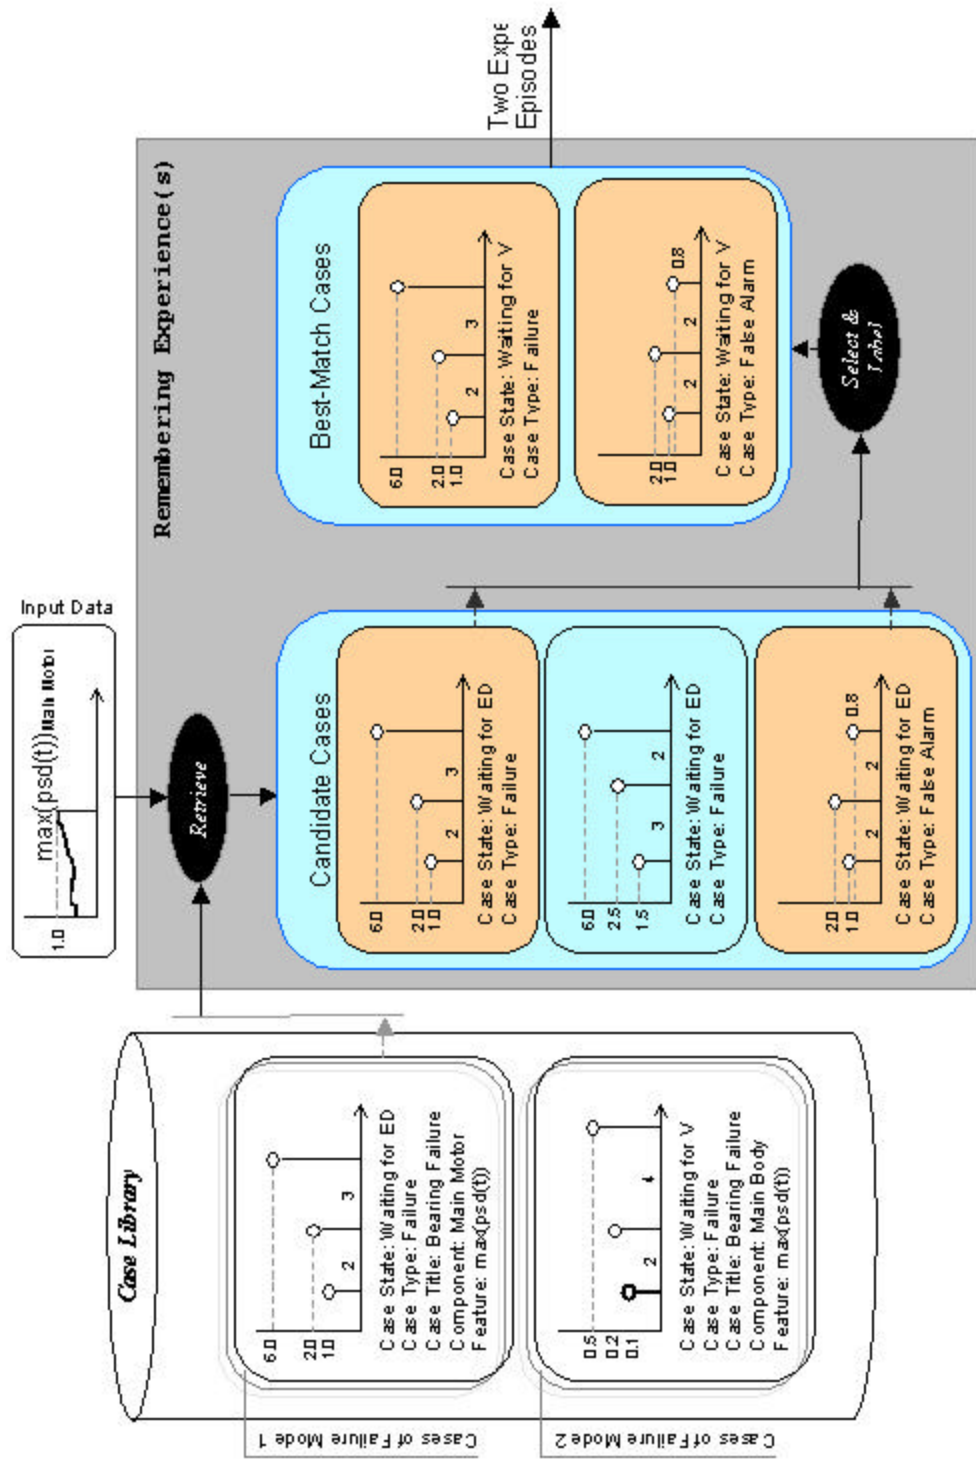 Input Data
max(psd(t))Main Motor
1.0
Case Library
Cases of Failure Mode 1
6.0
2.0
1.0
2
3
Case State: Waiting for ED
Case Type: Failure
Case Title: Bearing Failure
Component: Main Motor
Feature: max(psd(t))
Cases of Failure Mode 2
0.5
0.2
0.1
2
4
Case State: Waiting for V
Case Type: Failure
Case Title: Bearing Failure
Component: Main Body
Feature: max(psd(t))
Retrieve
Remembering Experience(s)
Candidate Cases
6.0
2.0
1.0
2
3
Case State: Waiting for ED
Case Type: Failure
6.0
2.5
1.5
3
2
Case State: Waiting for ED
Case Type: Failure
2.0
1.0
2
2
0.8
Case State: Waiting for ED
Case Type: False Alarm
Select &
Label
Best-Match Cases
6.0
2.0
1.0
2
3
Case State: Waiting for V
Case Type: Failure
2.0
1.0
2
2
0.8
Case State: Waiting for V
Case Type: False Alarm
Two Expe
Episodes